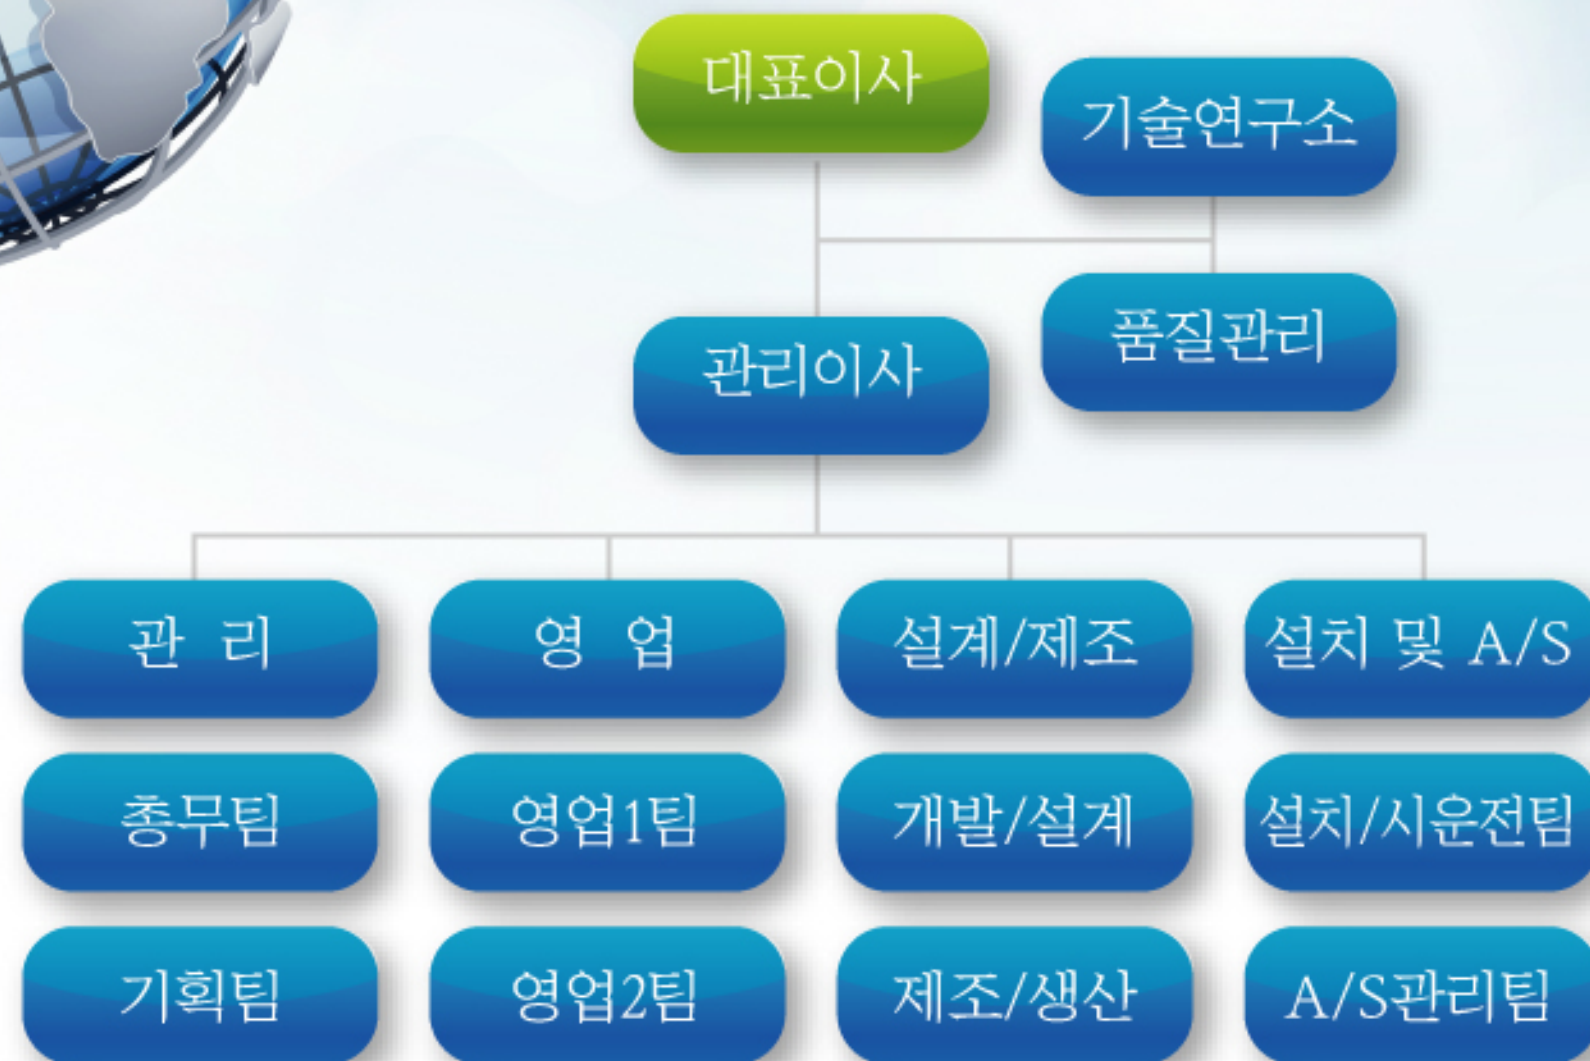 대표이사
기술연구소
관리이사
품질관리
관 리
영 업
설계/제조
설치 및 A/S
총무팀
영업1팀
개발/설계
설치/시운전팀
기획팀
영업2팀
제조/생산
A/S관리팀